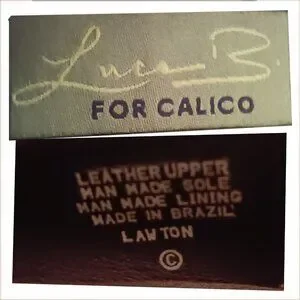 Luca B.
FOR CALICO
LEATHER UPPER
MAN MADE SOLE
MAN MADE LINING
MADE IN BRAZIL
LAWTON
©